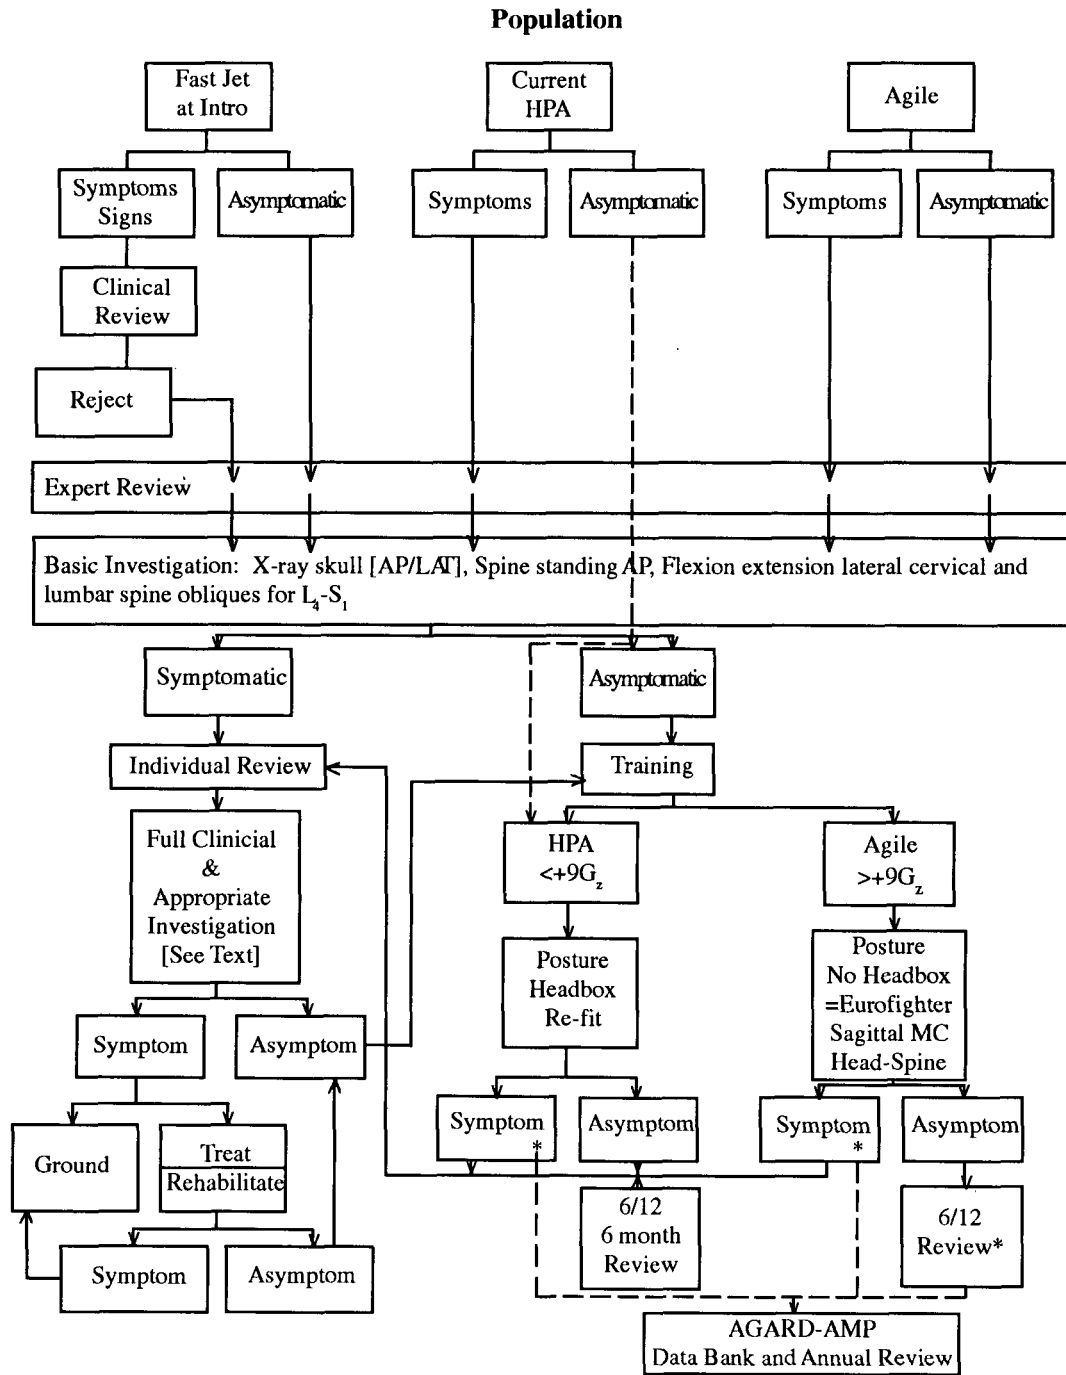 Population
Fast Jet
at Intro
Current
HPA
Agile
Symptoms
Signs
Asymptomatic
Symptoms
Asymptomatic
Symptoms
Asymptomatic
Clinical
Review
Reject
Expert Review
Basic Investigation: X-ray skull [AP/LAT], Spine standing AP, Flexion extension lateral cervical and
lumbar spine obliques for L4-S1
Symptomatic
Asymptomatic
Individual Review
Training
Full Clinicial
&
Appropriate
Investigation
[See Text]
HPA
<+9Gz
Agile
>+9Gz
Posture
Headbox
Re-fit
Posture
No Headbox
=Eurofighter
Sagittal MC
Head-Spine
Symptom
Asymptom
Symptom
*
Asymptom
Symptom
*
Asymptom
Ground
Treat
Rehabilitate
6/12
6 month
Review
6/12
Review*
Symptom
Asymptom
AGARD-AMP
Data Bank and Annual Review